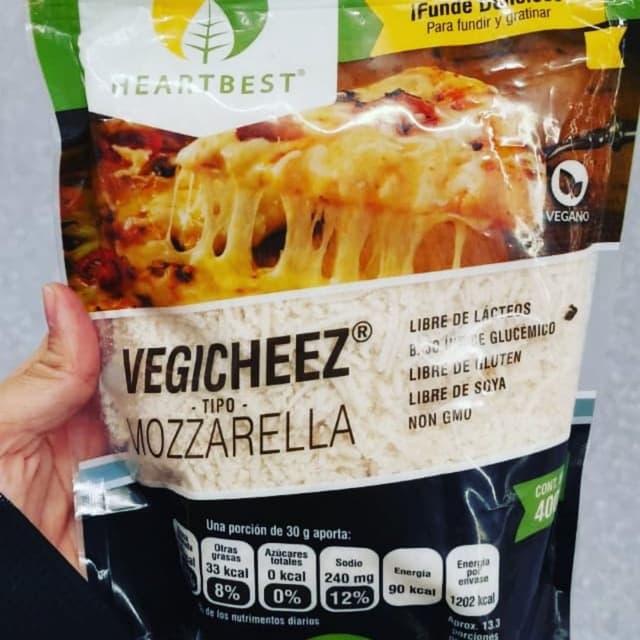 ¡Funde
Para fundir y gratinar
HEARTBEST®
VEGANO
VEGICHEEZ®
- TIPO -
MOZZARELLA
LIBRE DE LÁCTEOS
GLUCÉMICO
LIBRE DE GLUTEN
LIBRE DE SOYA
NON GMO
CONT.
Una porción de 30 g aporta:
Otras grasas
33 kcal
8%
Azúcares totales
0 kcal
0%
Sodio
240 mg
12%
Energía
90 kcal
Energía por envase
1202 kcal
% de los nutrimentos diarios
Aprox. 13.3
porciones